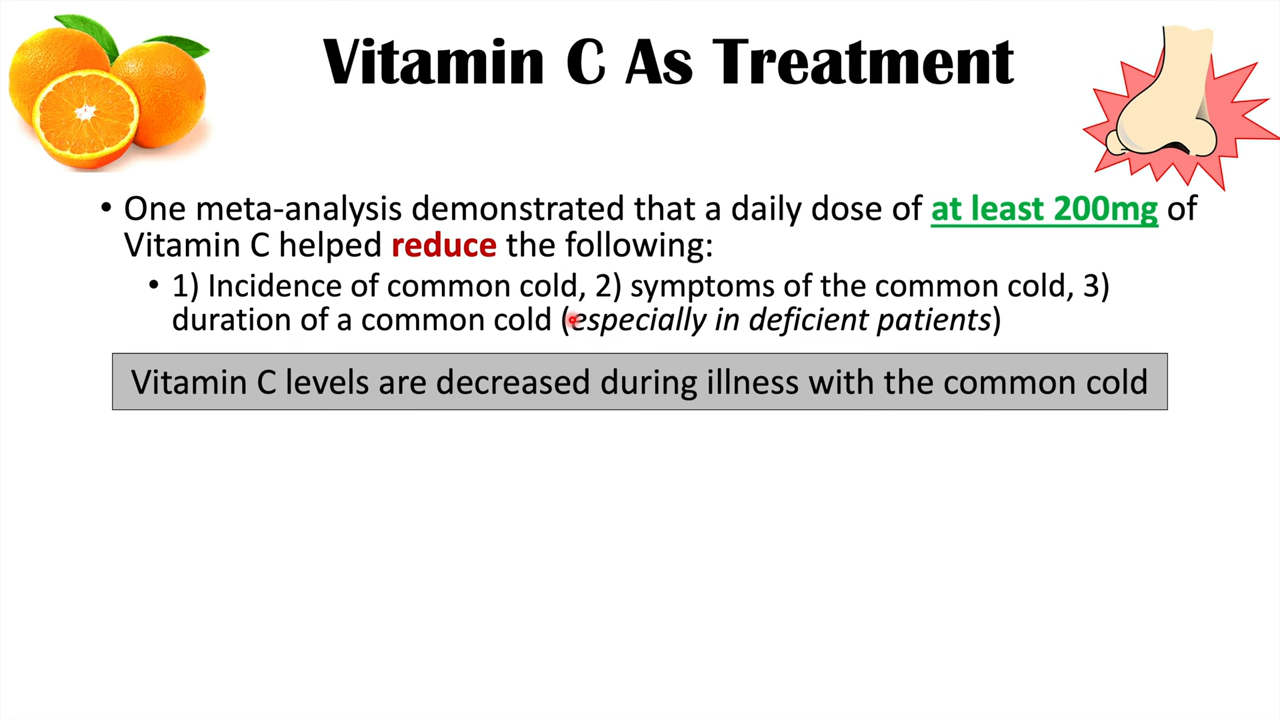 Vitamin C As Treatment
• One meta-analysis demonstrated that a daily dose of at least 200mg of
Vitamin C helped reduce the following:
• 1) Incidence of common cold, 2) symptoms of the common cold, 3)
duration of a common cold (especially in deficient patients)
Vitamin C levels are decreased during illness with the common cold